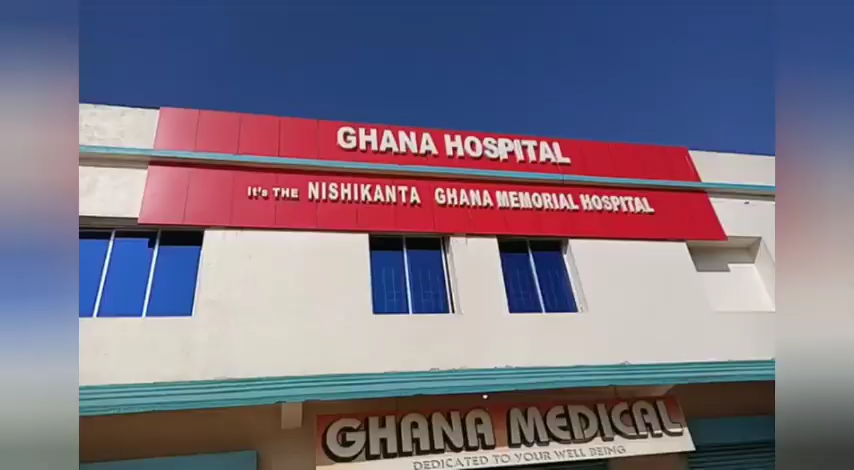 GHANA HOSPITAL
It's THE NISHIKANTA GHANA MEMORIAL HOSPITAL
GHANA MEDICAL
DEDICATED TO YOUR WELL BEING